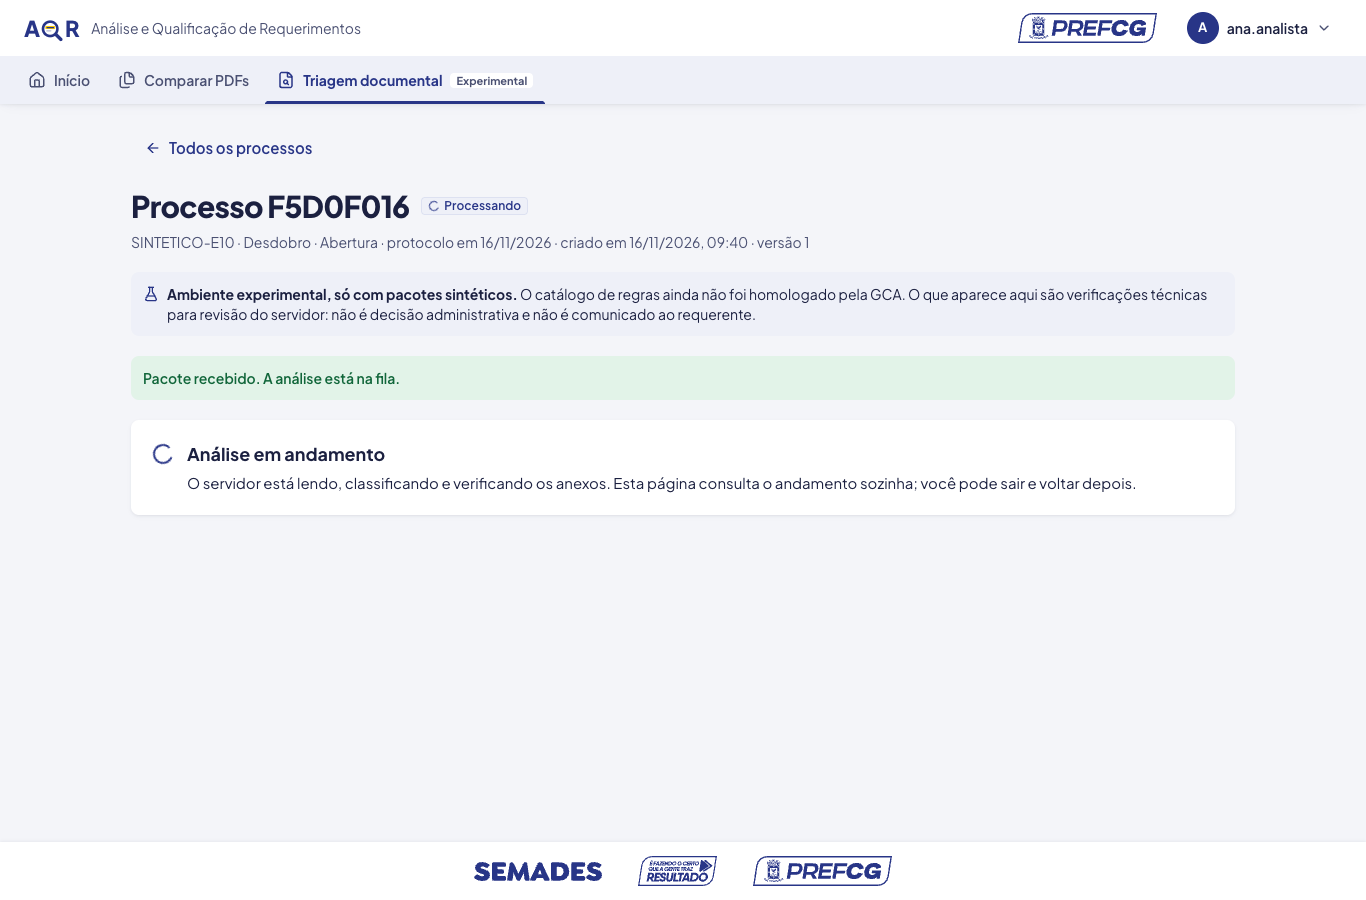 AQR Análise e Qualificação de Requerimentos
PREFCG
A ana.analista
Início
Comparar PDFs
Triagem documental Experimental
Todos os processos
Processo F5D0F016 Processando
SINTETICO-E10 · Desdobro · Abertura · protocolo em 16/11/2026 · criado em 16/11/2026, 09:40 · versão 1
Ambiente experimental, só com pacotes sintéticos. O catálogo de regras ainda não foi homologado pela GCA. O que aparece aqui são verificações técnicas
para revisão do servidor: não é decisão administrativa e não é comunicado ao requerente.
Pacote recebido. A análise está na fila.
Análise em andamento
O servidor está lendo, classificando e verificando os anexos. Esta página consulta o andamento sozinha; você pode sair e voltar depois.
SEMADES
É FAZENDO O CERTO
QUE A GENTE TRAZ
RESULTADO
PREFCG